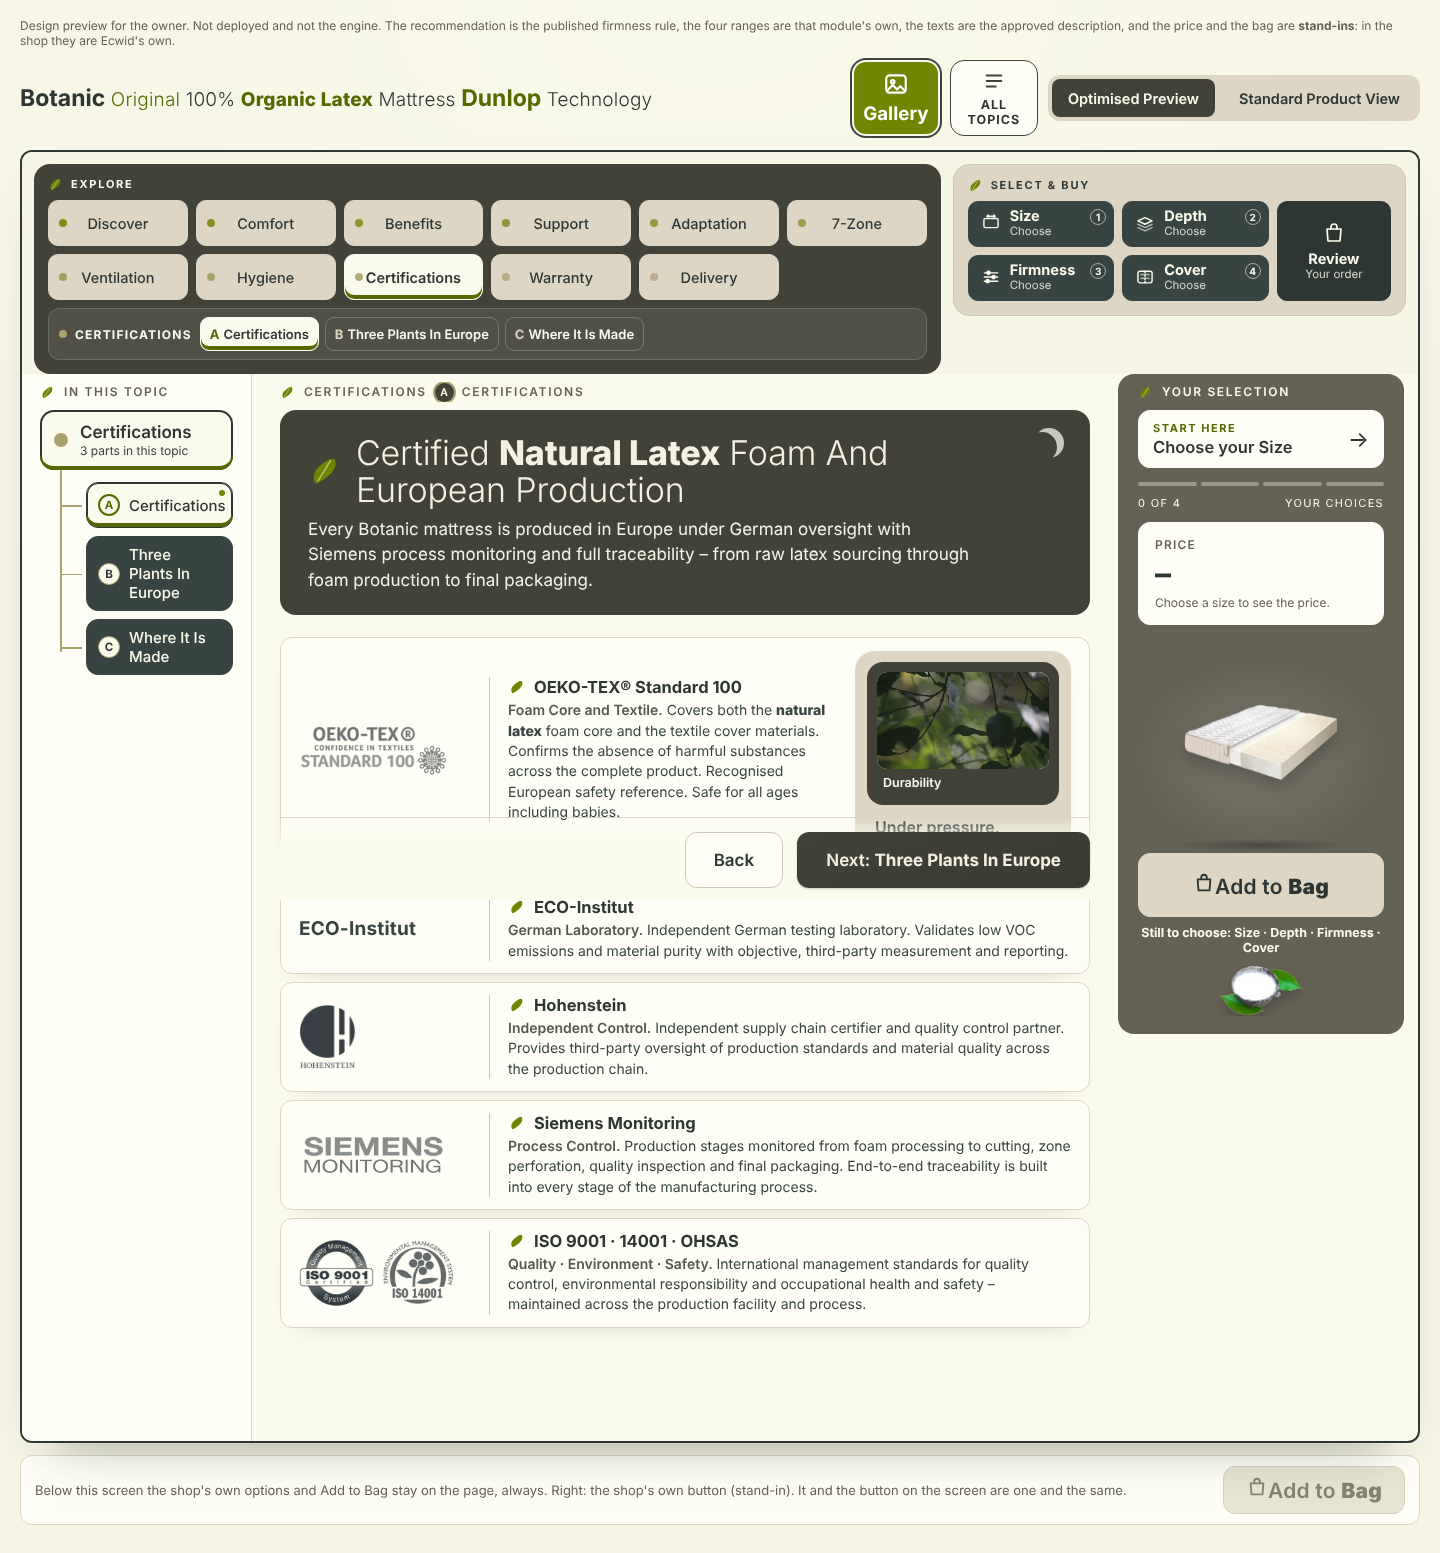 Design preview for the owner. Not deployed and not the engine. The recommendation is the published firmness rule, the four ranges are that module's own, the texts are the approved description, and the price and the bag are stand-ins: in the
shop they are Ecwid's own.
Botanic Original 100% Organic Latex Mattress Dunlop Technology
Gallery
ALL
TOPICS
Optimised Preview
Standard Product View
EXPLORE
Discover
Comfort
Benefits
Support
Adaptation
7-Zone
Ventilation
Hygiene
Certifications
Warranty
Delivery
CERTIFICATIONS
A Certifications
B Three Plants In Europe
C Where It Is Made
SELECT & BUY
Size
Choose
1
Depth
Choose
2
Firmness
Choose
3
Cover
Choose
4
Review
Your order
IN THIS TOPIC
Certifications
3 parts in this topic
A Certifications
B Three
Plants In
Europe
C Where It Is
Made
CERTIFICATIONS A CERTIFICATIONS
Certified Natural Latex Foam And
European Production
Every Botanic mattress is produced in Europe under German oversight with
Siemens process monitoring and full traceability – from raw latex sourcing through
foam production to final packaging.
OEKO-TEX®
CONFIDENCE IN TEXTILES
STANDARD 100
OEKO-TEX® Standard 100
Foam Core and Textile. Covers both the natural
latex foam core and the textile cover materials.
Confirms the absence of harmful substances
across the complete product. Recognised
European safety reference. Safe for all ages
including babies.
Durability
Under pressure.
Back
Next: Three Plants In Europe
ECO-Institut
ECO-Institut
German Laboratory. Independent German testing laboratory. Validates low VOC
emissions and material purity with objective, third-party measurement and reporting.
HOHENSTEIN
Hohenstein
Independent Control. Independent supply chain certifier and quality control partner.
Provides third-party oversight of production standards and material quality across
the production chain.
SIEMENS
MONITORING
Siemens Monitoring
Process Control. Production stages monitored from foam processing to cutting, zone
perforation, quality inspection and final packaging. End-to-end traceability is built
into every stage of the manufacturing process.
Quality Management
ISO 9001
Certified
System
ENVIRONMENTAL MANAGEMENT SYSTEM
ISO 14001
ISO 9001 · 14001 · OHSAS
Quality · Environment · Safety. International management standards for quality
control, environmental responsibility and occupational health and safety –
maintained across the production facility and process.
YOUR SELECTION
START HERE
Choose your Size
0 OF 4
YOUR CHOICES
PRICE
–
Choose a size to see the price.
Add to Bag
Still to choose: Size · Depth · Firmness ·
Cover
Below this screen the shop's own options and Add to Bag stay on the page, always. Right: the shop's own button (stand-in). It and the button on the screen are one and the same.
Add to Bag